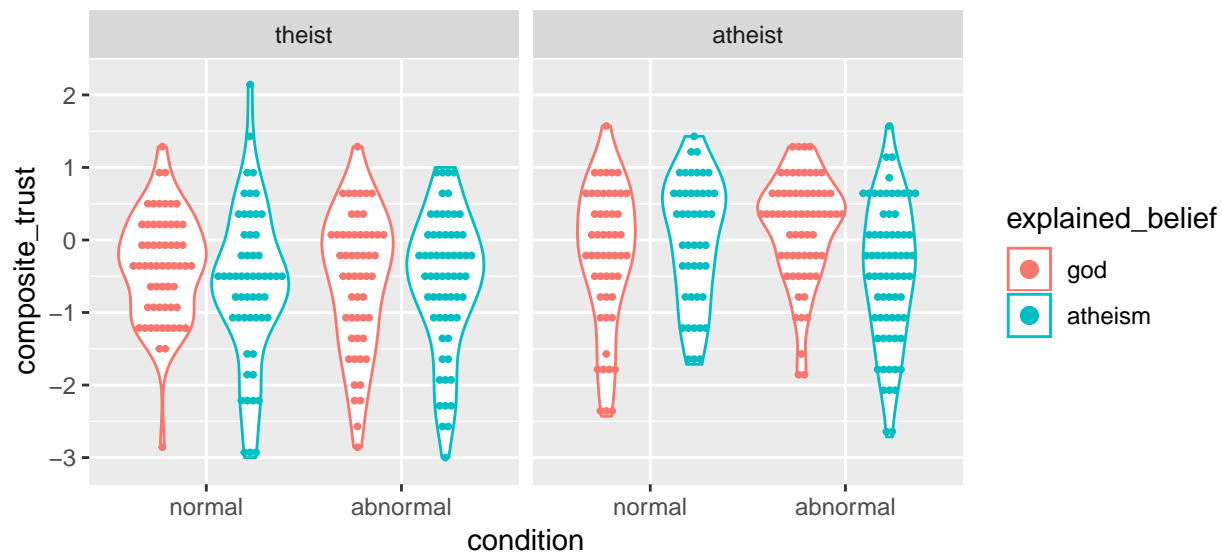 theist
atheist
composite_trust
2
1
0
−1
−2
−3
normal
abnormal
normal
abnormal
condition
explained_belief
god
atheism